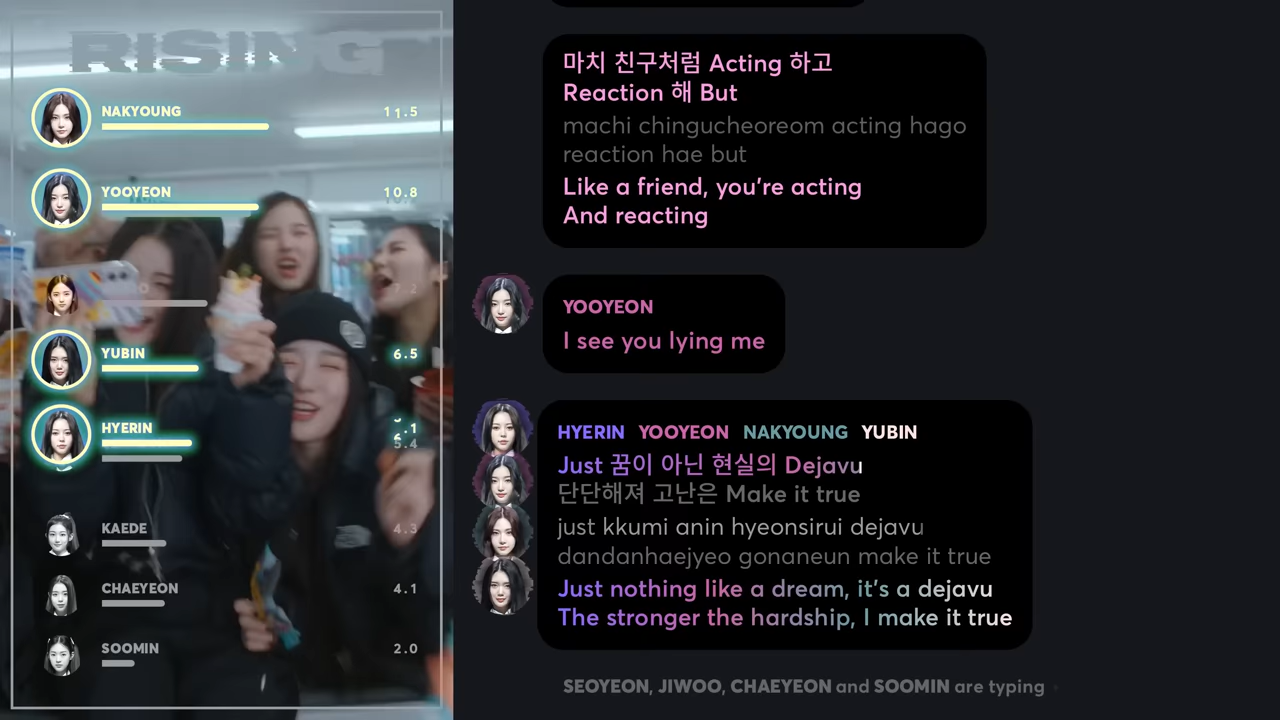 RISING
NAKYOUNG
11.5
YOOYEON
10.8
YUBIN
6.5
HYERIN
5.4
KAEDE
4.3
CHAEYEON
4.1
SOOMIN
2.0
마치 친구처럼 Acting 하고
Reaction 해 But
machi chingucheoreom acting hago
reaction hae but
Like a friend, you're acting
And reacting
YOOYEON
I see you lying me
HYERIN YOOYEON NAKYOUNG YUBIN
Just 꿈이 아닌 현실의 Dejavu
단단해져 고난은 Make it true
just kkumi anin hyeonsirui dejavu
dandanhaejyeo gonaneun make it true
Just nothing like a dream, it's a dejavu
The stronger the hardship, I make it true
SEOYEON, JIWOO, CHAEYEON and SOOMIN are typing